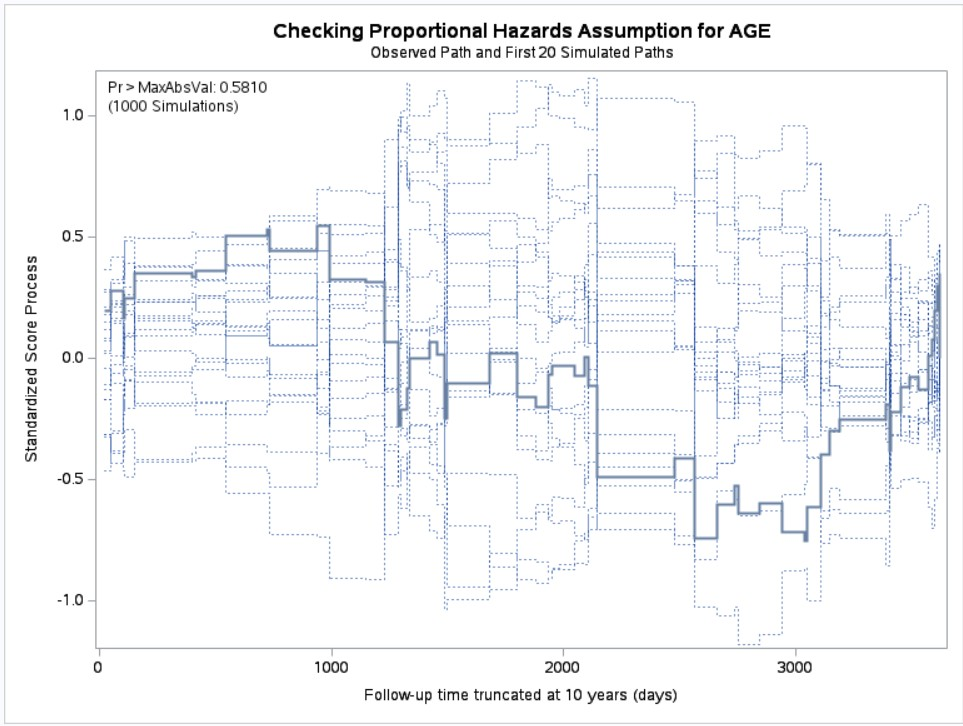 Checking Proportional Hazards Assumption for AGE
Observed Path and First 20 Simulated Paths
Pr > MaxAbsVal: 0.5810
(1000 Simulations)
1.0
0.5
0.0
-0.5
-1.0
Standardized Score Process
0
1000
2000
3000
Follow-up time truncated at 10 years (days)